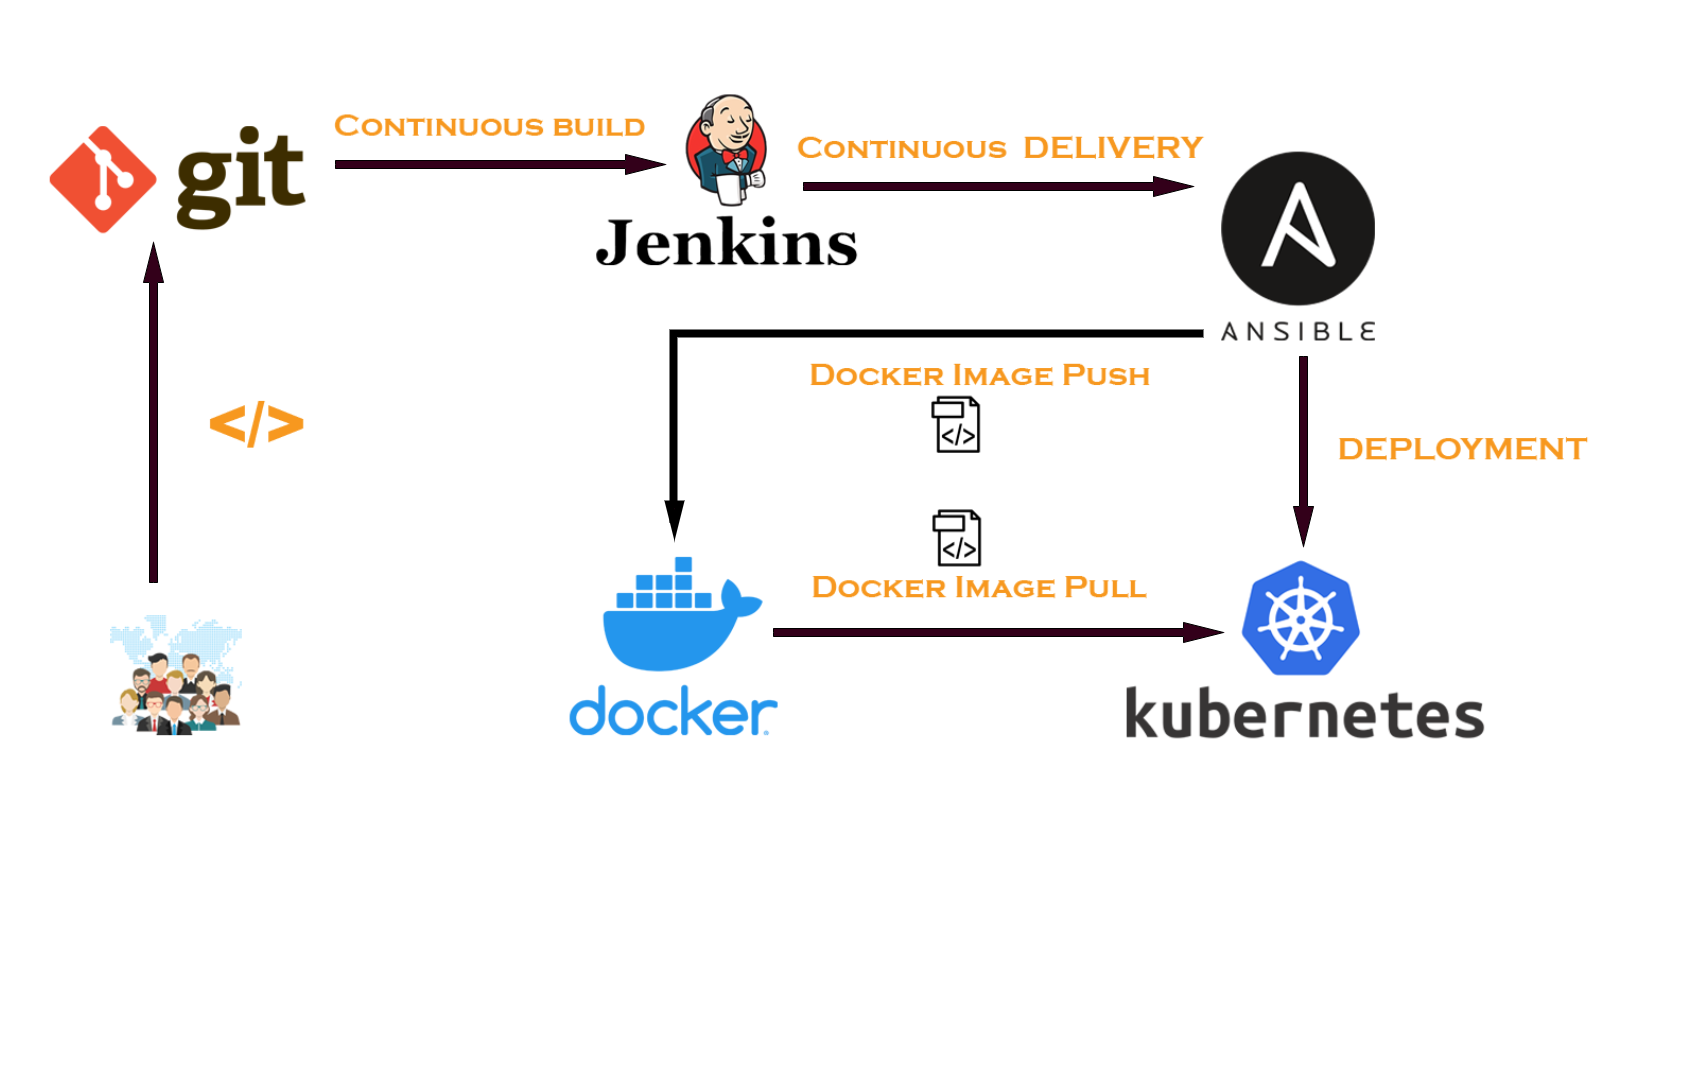 Continuous build
Continuous DELIVERY
git
Jenkins
ANSIBLE
Docker Image Push
</>
</>
DEPLOYMENT
</>
Docker Image Pull
docker
kubernetes